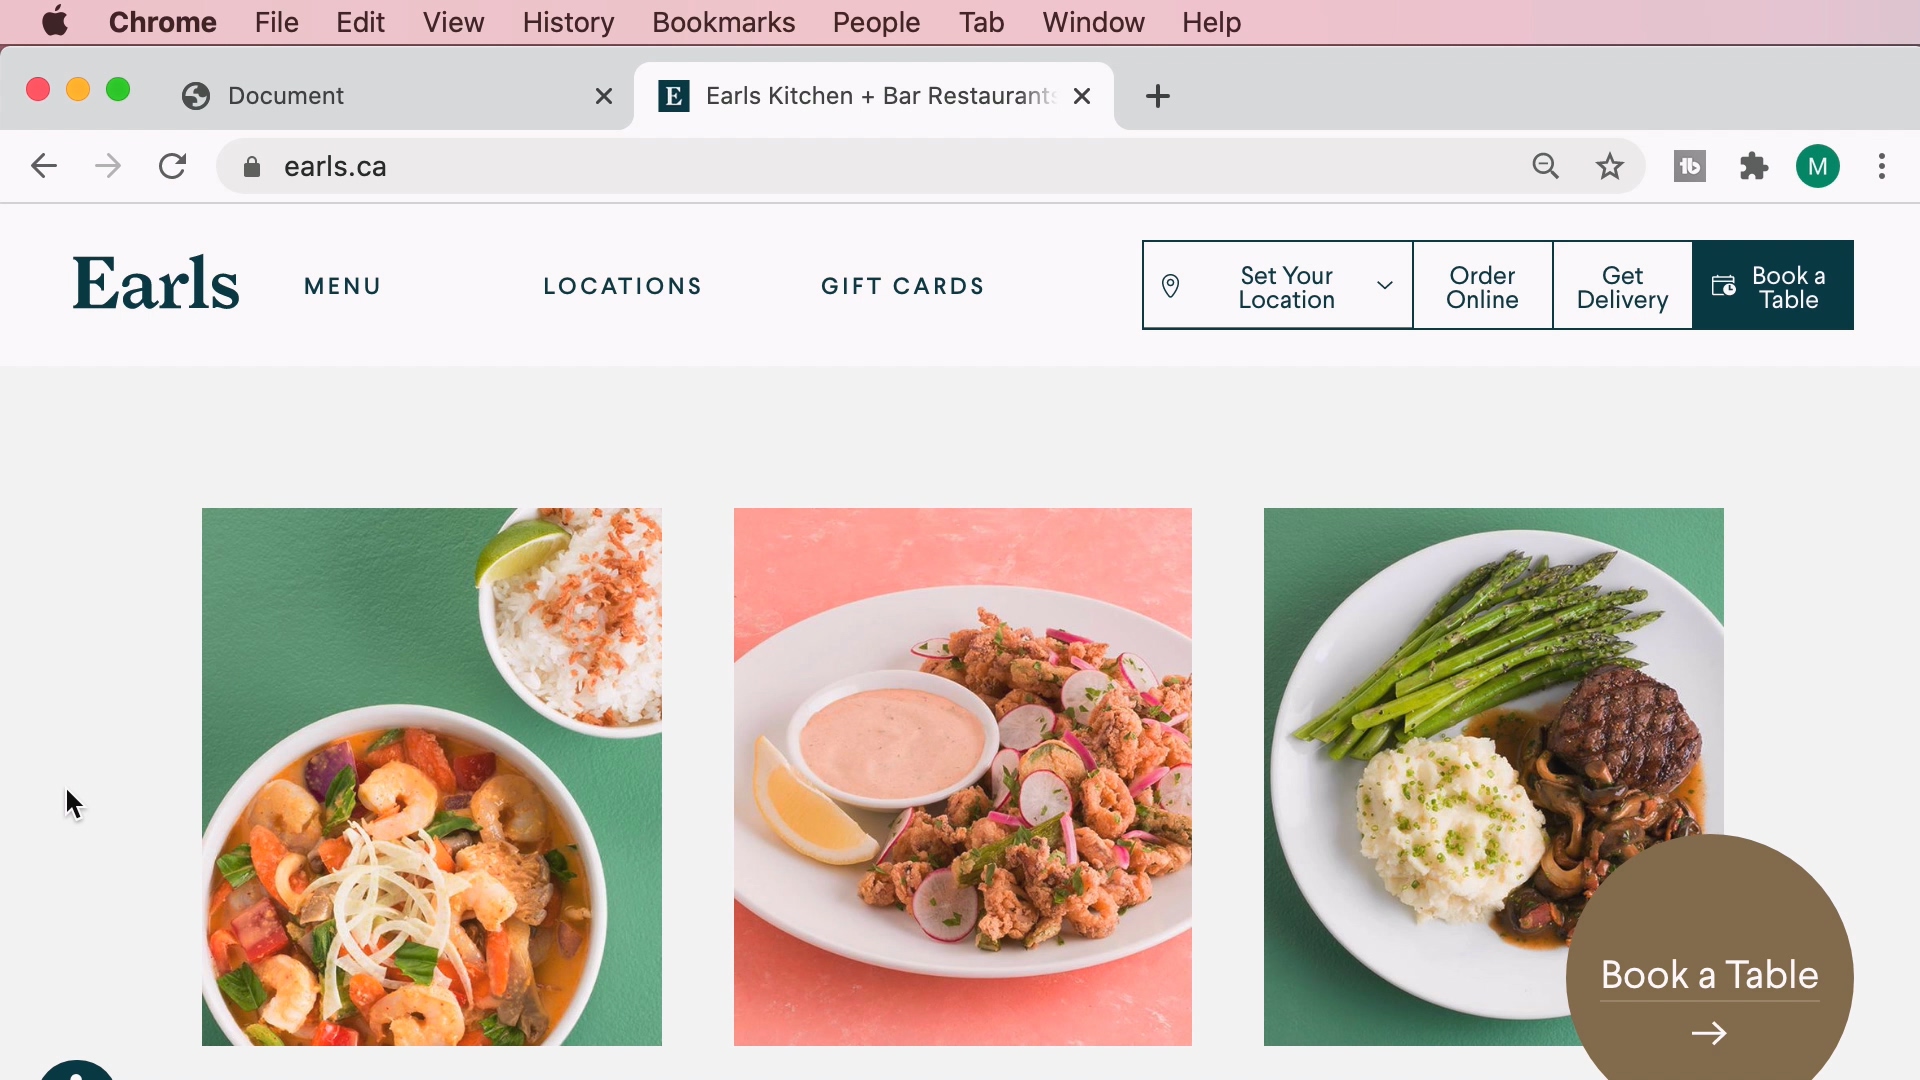 Chrome File Edit View History Bookmarks People Tab Window Help
Document
E Earls Kitchen + Bar Restaurants
earls.ca
M
Earls
MENU
LOCATIONS
GIFT CARDS
Set Your
Location
Order
Online
Get
Delivery
Book a
Table
Book a Table